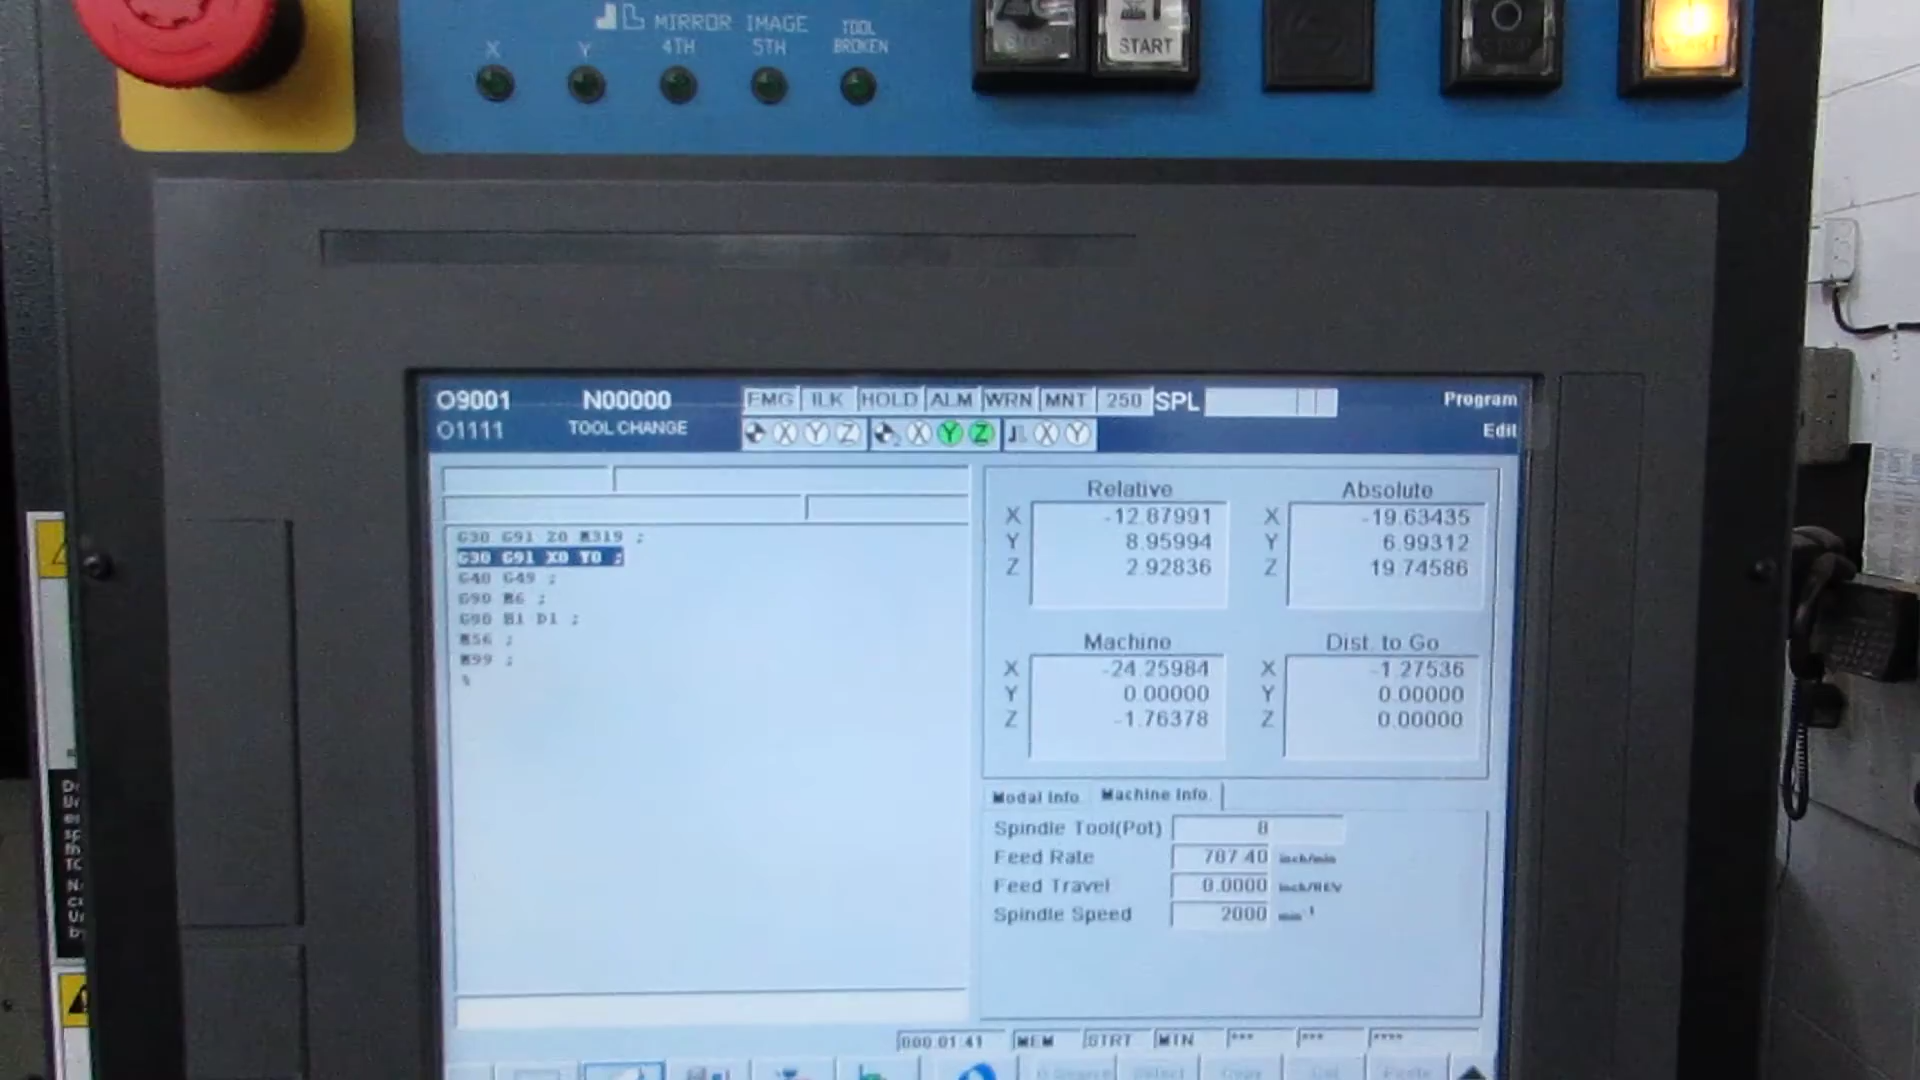 MIRROR IMAGE
X Y 4TH 5TH TOOL BROKEN
STOP START
O9001 N00000 EMG ILK HOLD ALM WRN MNT 250 SPL Program
O1111 TOOL CHANGE X Y Z X Y Z X Y Edit
G30 G91 Z0 M319 ;
G30 G91 X0 Y0 ;
G40 G49 ;
G90 M6 ;
G90 H1 D1 ;
M56 ;
M99 ;
%
Relative
X -12.87991
Y 8.95994
Z 2.92836
Absolute
X -19.63435
Y 6.99312
Z 19.74586
Machine
X -24.25984
Y 0.00000
Z -1.76378
Dist. to Go
X -1.27536
Y 0.00000
Z 0.00000
Modal Info. Machine Info.
Spindle Tool(Pot) 8
Feed Rate 787.40 inch/min
Feed Travel 0.0000 inch/REV
Spindle Speed 2000 min-1
000:01:41 MEM STRT MTN *** *** ****
Select Copy Cut Paste